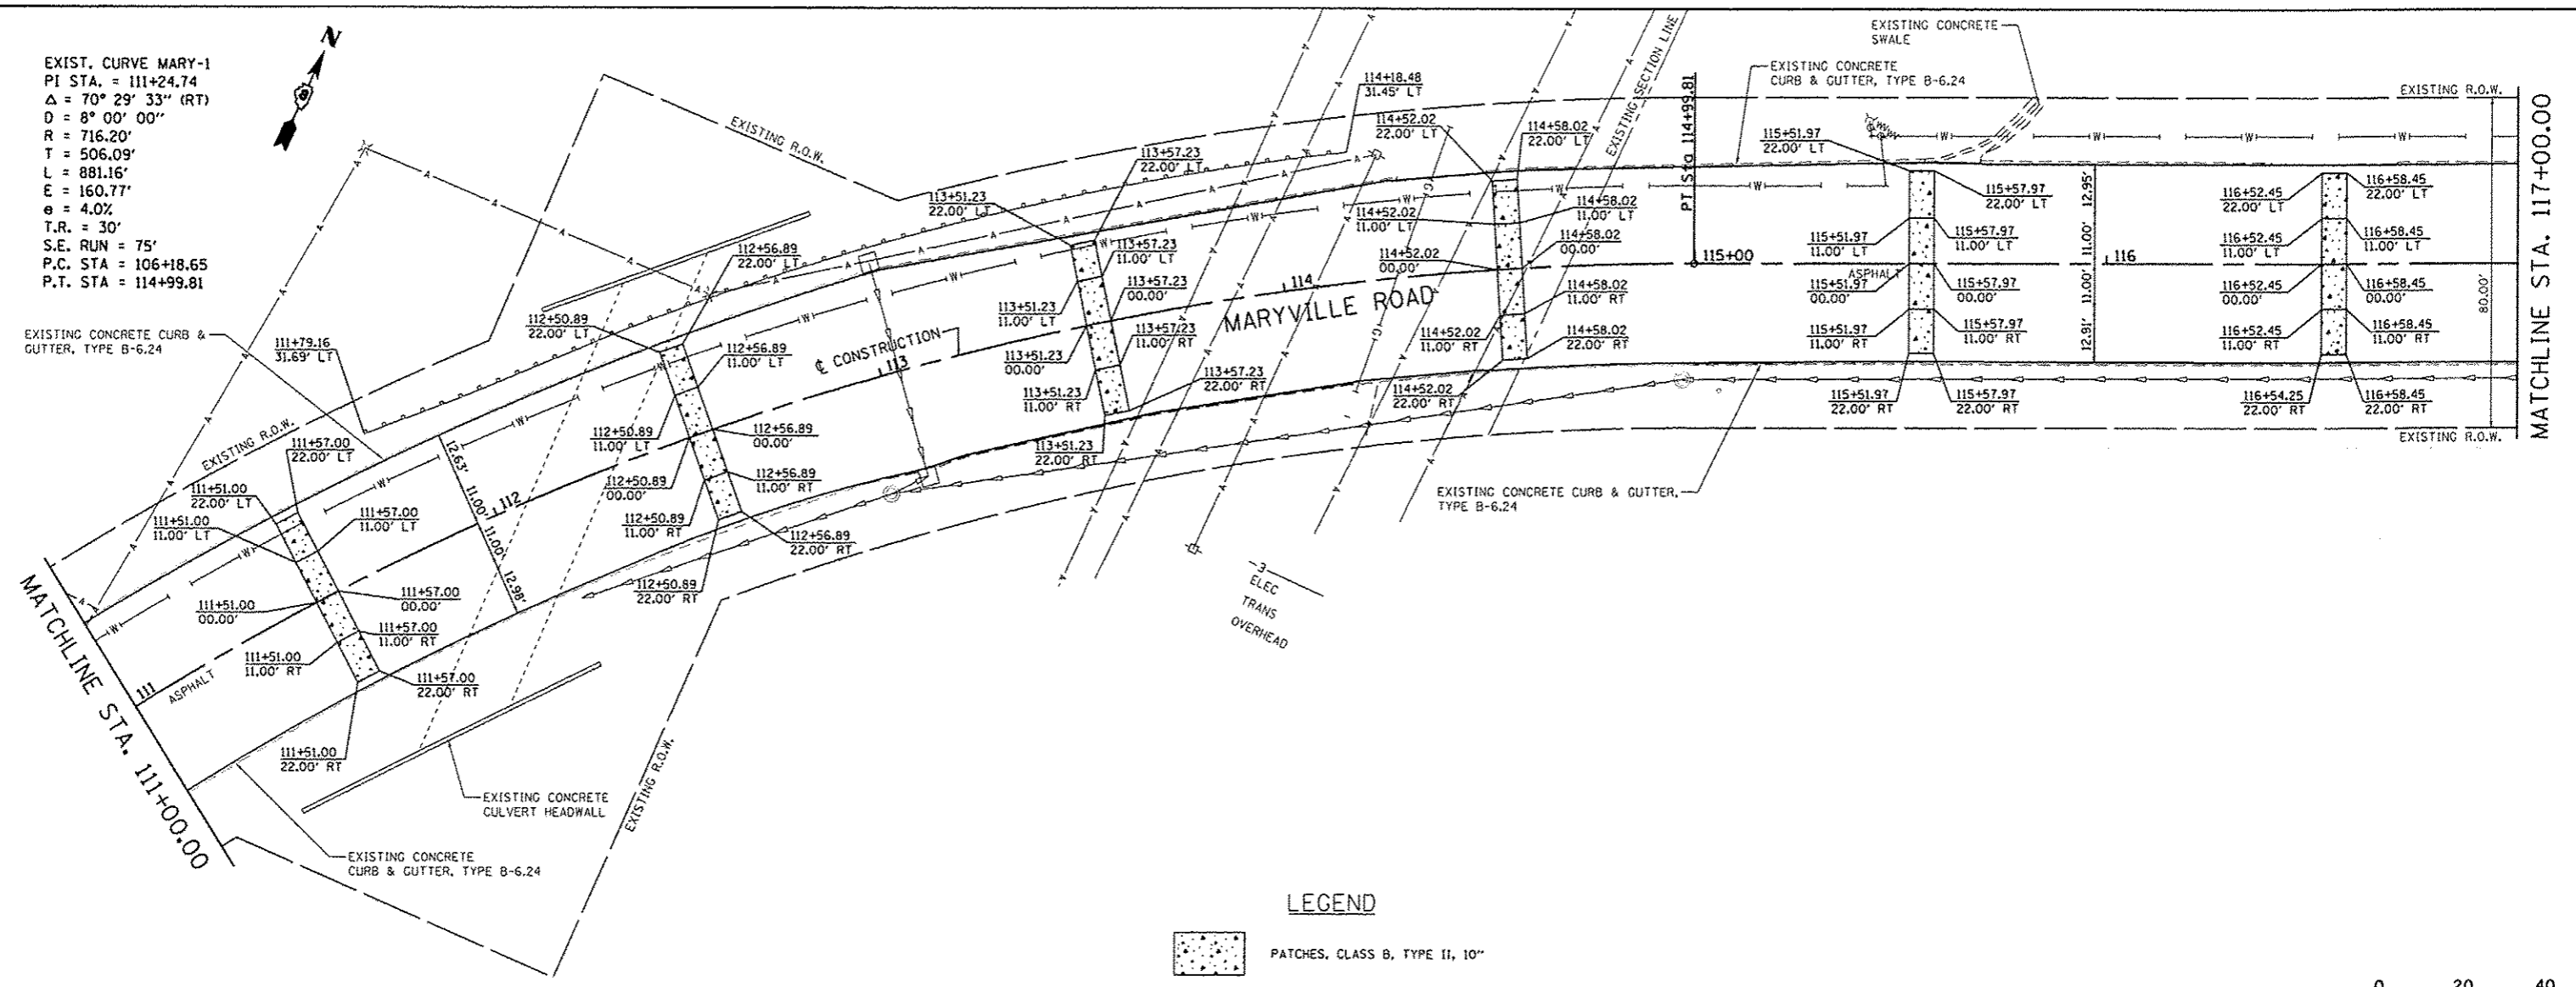 N
EXIST. CURVE MARY-1
PI STA. = 111+24.74
Δ = 70° 29' 33" (RT)
D = 8° 00' 00"
R = 716.20'
T = 506.09'
L = 881.16'
E = 160.77'
e = 4.0%
T.R. = 30'
S.E. RUN = 75'
P.C. STA = 106+18.65
P.T. STA = 114+99.81
EXISTING CONCRETE CURB &
GUTTER, TYPE B-6.24
111+79.16
31.69' LT
EXISTING R.O.W.
EXISTING R.O.W.
114+18.48
31.45' LT
EXISTING SECTION LINE
PT Sta 114+99.81
EXISTING CONCRETE
CURB & GUTTER, TYPE B-6.24
EXISTING CONCRETE
SWALE
EXISTING R.O.W.
MATCHLINE STA. 117+00.00
80.00'
EXISTING R.O.W.
MATCHLINE STA. 111+00.00
111
ASPHALT
111+51.00
22.00' LT
111+57.00
22.00' LT
111+51.00
11.00' LT
111+57.00
11.00' LT
111+51.00
00.00'
111+57.00
00.00'
111+51.00
11.00' RT
111+57.00
11.00' RT
111+51.00
22.00' RT
111+57.00
22.00' RT
12.63'
11.00'
11.00'
12.98'
112
112+50.89
22.00' LT
112+56.89
22.00' LT
112+50.89
11.00' LT
112+56.89
11.00' LT
112+50.89
00.00'
112+56.89
00.00'
112+50.89
11.00' RT
112+56.89
11.00' RT
112+50.89
22.00' RT
112+56.89
22.00' RT
℄ CONSTRUCTION
113
113+51.23
22.00' LT
113+57.23
22.00' LT
113+51.23
11.00' LT
113+57.23
11.00' LT
113+51.23
00.00'
113+57.23
00.00'
113+51.23
11.00' RT
113+57.23
11.00' RT
113+51.23
22.00' RT
113+57.23
22.00' RT
114
MARYVILLE ROAD
114+52.02
22.00' LT
114+58.02
22.00' LT
114+52.02
11.00' LT
114+58.02
11.00' LT
114+52.02
00.00'
114+58.02
00.00'
114+52.02
11.00' RT
114+58.02
11.00' RT
114+52.02
22.00' RT
114+58.02
22.00' RT
115+00
115+51.97
22.00' LT
115+57.97
22.00' LT
115+51.97
11.00' LT
115+57.97
11.00' LT
ASPHALT
115+51.97
00.00'
115+57.97
00.00'
115+51.97
11.00' RT
115+57.97
11.00' RT
115+51.97
22.00' RT
115+57.97
22.00' RT
12.95'
11.00'
11.00'
12.81'
116
116+52.45
22.00' LT
116+58.45
22.00' LT
116+52.45
11.00' LT
116+58.45
11.00' LT
116+52.45
00.00'
116+58.45
00.00'
116+52.45
11.00' RT
116+58.45
11.00' RT
116+54.25
22.00' RT
116+58.45
22.00' RT
EXISTING CONCRETE CURB & GUTTER,
TYPE B-6.24
3
ELEC
TRANS
OVERHEAD
EXISTING R.O.W.
EXISTING CONCRETE
CULVERT HEADWALL
EXISTING CONCRETE
CURB & GUTTER, TYPE B-6.24
LEGEND
PATCHES, CLASS B, TYPE II, 10"
0 20 40